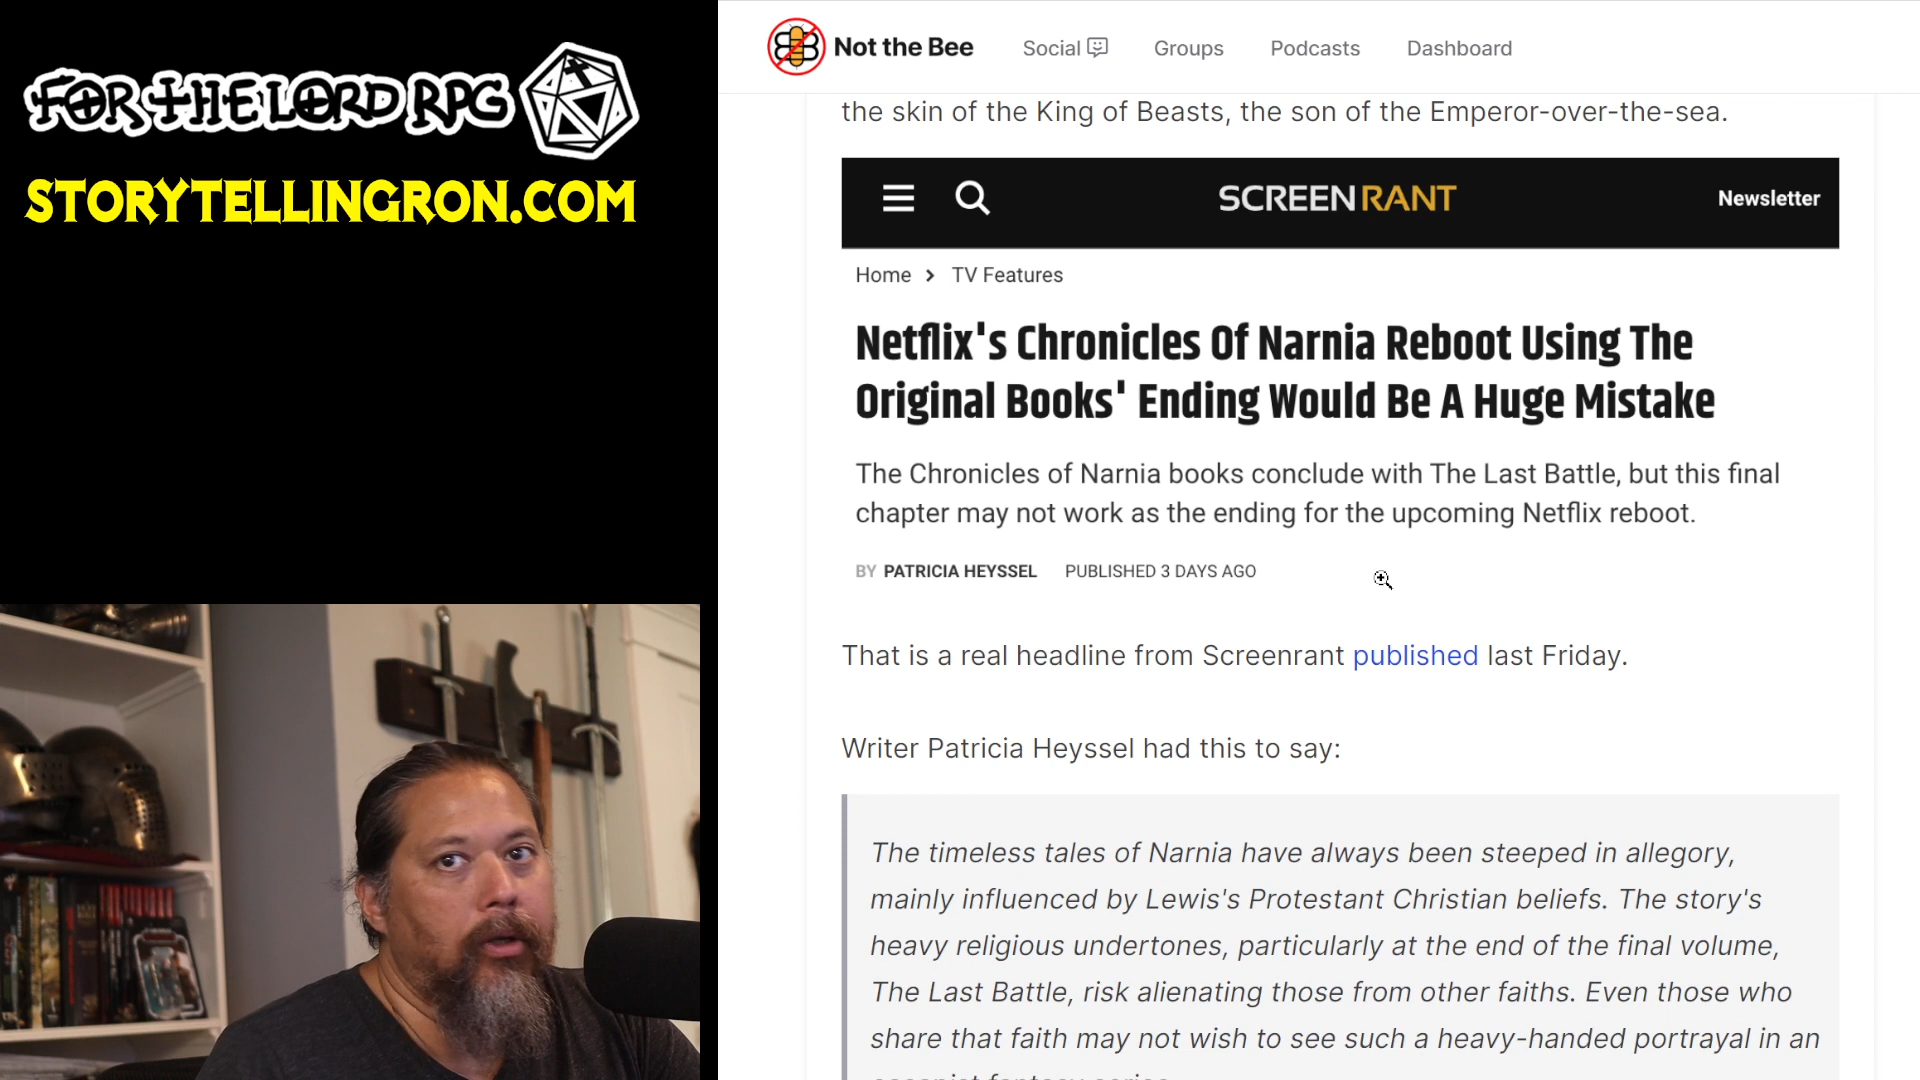 FOR THE LORD RPG
STORYTELLINGRON.COM
Not the Bee
Social
Groups
Podcasts
Dashboard
the skin of the King of Beasts, the son of the Emperor-over-the-sea.
SCREENRANT
Newsletter
Home > TV Features
Netflix's Chronicles Of Narnia Reboot Using The
Original Books' Ending Would Be A Huge Mistake
The Chronicles of Narnia books conclude with The Last Battle, but this final
chapter may not work as the ending for the upcoming Netflix reboot.
BY PATRICIA HEYSSEL PUBLISHED 3 DAYS AGO
That is a real headline from Screenrant published last Friday.
Writer Patricia Heyssel had this to say:
The timeless tales of Narnia have always been steeped in allegory,
mainly influenced by Lewis's Protestant Christian beliefs. The story's
heavy religious undertones, particularly at the end of the final volume,
The Last Battle, risk alienating those from other faiths. Even those who
share that faith may not wish to see such a heavy-handed portrayal in an